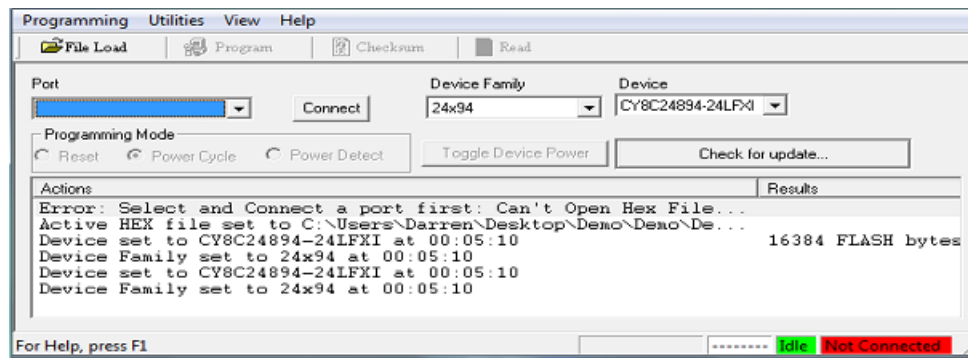 Programming Utilities View Help
File Load Program Checksum Read
Port Device Family Device
Connect 24x94 CY8C24894-24LFXI
Programming Mode
Reset Power Cycle Power Detect Toggle Device Power Check for update...
Actions Results
Error: Select and Connect a port first: Can't Open Hex File...
Active HEX file set to C:\Users\Darren\Desktop\Demo\Demo\De...
Device set to CY8C24894-24LFXI at 00:05:10 16384 FLASH bytes
Device Family set to 24x94 at 00:05:10
Device set to CY8C24894-24LFXI at 00:05:10
Device Family set to 24x94 at 00:05:10
For Help, press F1 -------- Idle Not Connected